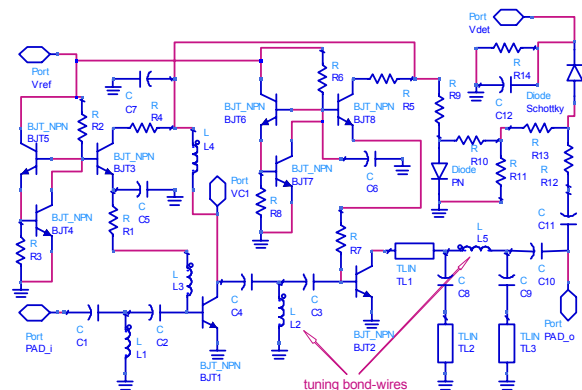 Port
Vref
Port
Vdet
C
C7
R
R2
R
R4
R
R6
R
R5
R
R9
R
R14
C
C12
Diode
Schottky
BJT_NPN
BJT5
BJT_NPN
BJT3
L
L4
BJT_NPN
BJT6
BJT_NPN
BJT8
R
R10
R
R13
R
R11
R
R12
Diode
PN
BJT_NPN
BJT4
R
R3
R
R1
C
C5
Port
VC1
R
R8
BJT_NPN
BJT7
C
C6
R
R7
C
C11
L
L3
C
C4
L
L2
C
C3
TLIN
TL1
L
L5
C
C8
C
C9
C
C10
Port
PAD_i
C
C1
L
L1
C
C2
BJT_NPN
BJT1
BJT_NPN
BJT2
TLIN
TL2
TLIN
TL3
Port
PAD_o
tuning bond-wires